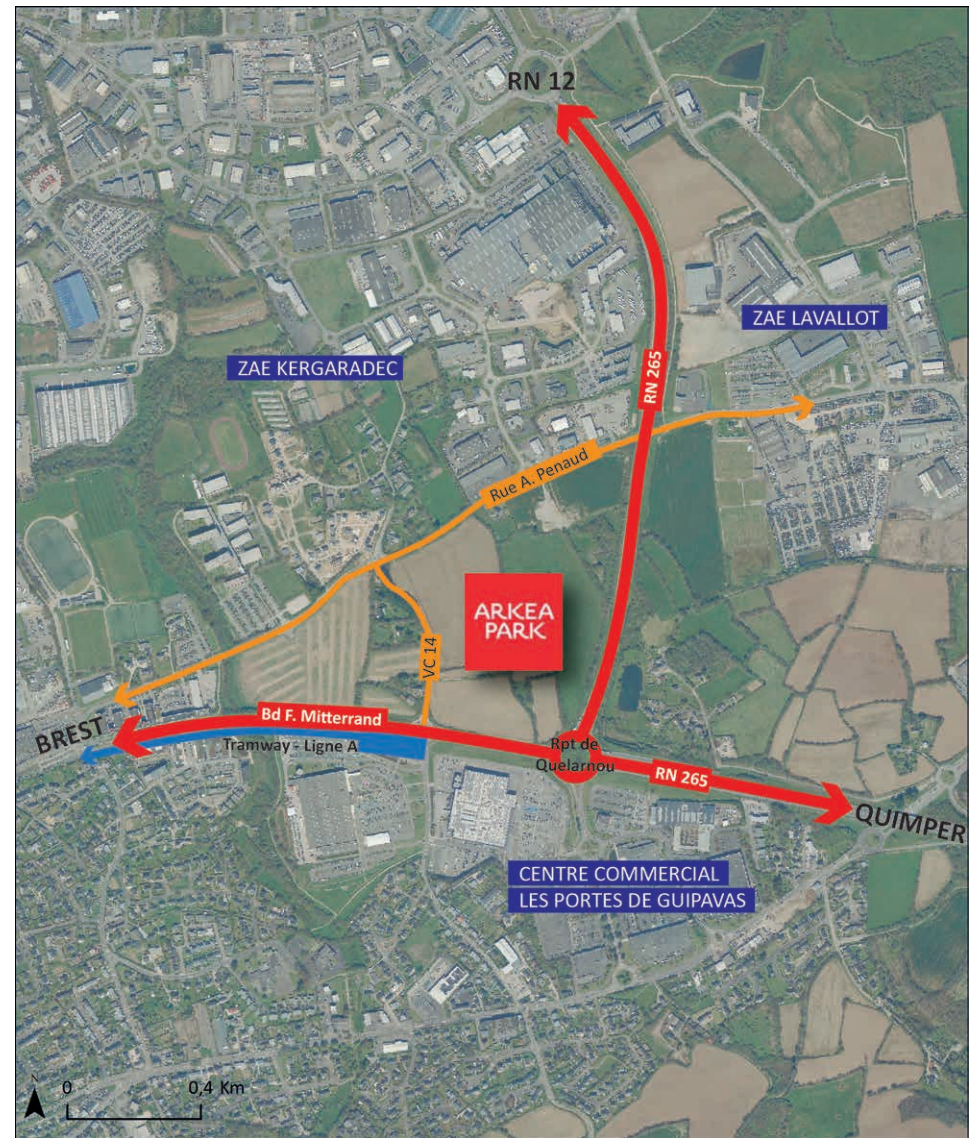 RN 12
ZAE LAVALLOT
RN 265
ZAE KERGARADEC
Rue A. Penaud
ARKEA
PARK
VC 14
Bd F. Mitterrand
BREST
Tramway - Ligne A
Rpt de
Quelarnou
RN 265
QUIMPER
CENTRE COMMERCIAL
LES PORTES DE GUIPAVAS
N
0 0,4 Km